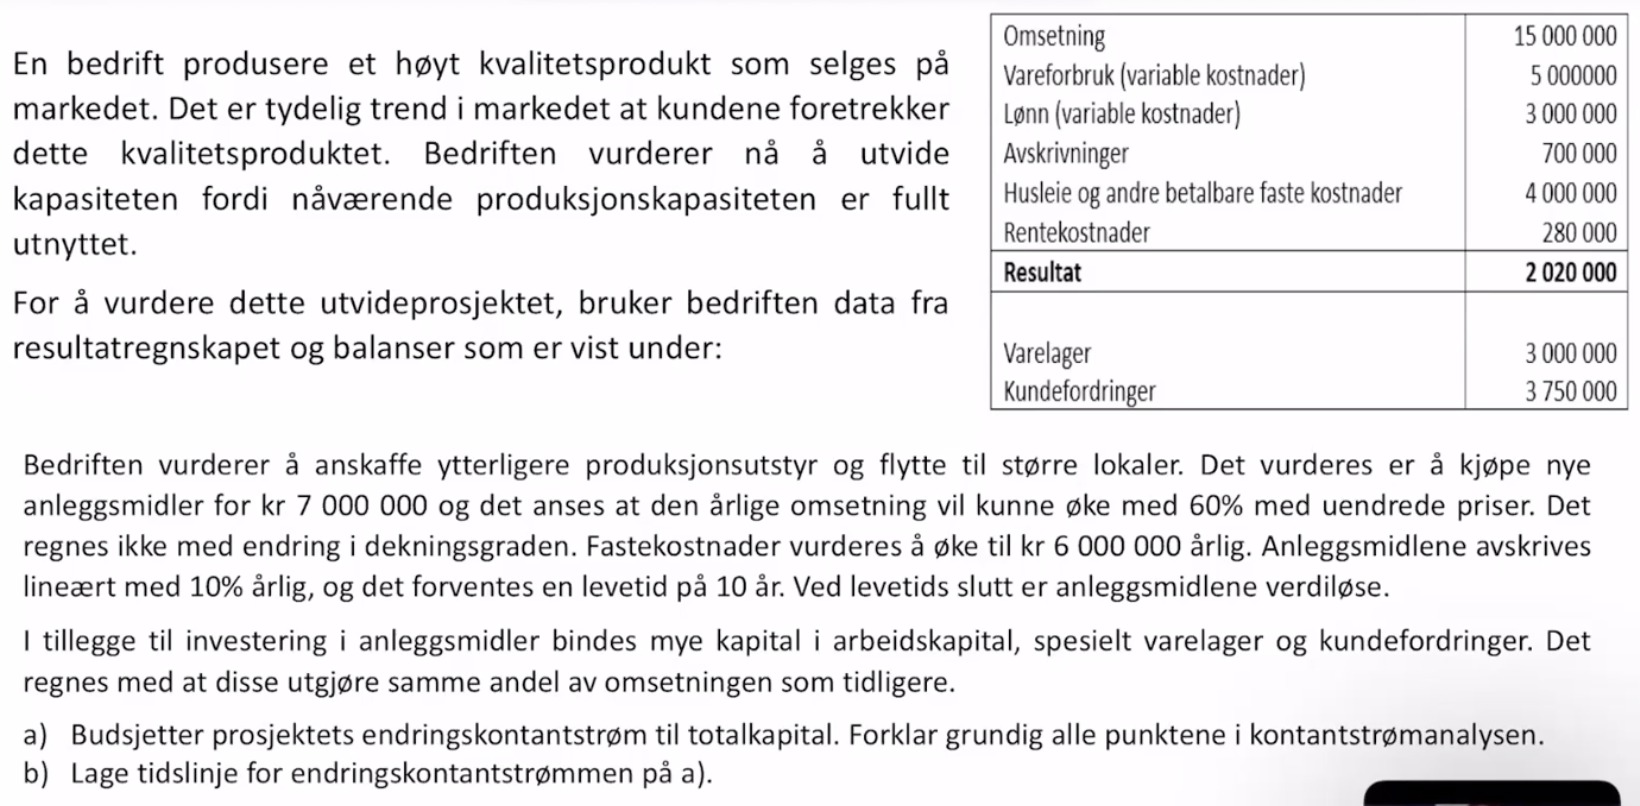 En bedrift produsere et høyt kvalitetsprodukt som selges på
markedet. Det er tydelig trend i markedet at kundene foretrekker
dette kvalitetsproduktet. Bedriften vurderer nå å utvide
kapasiteten fordi nåværende produksjonskapasiteten er fullt
utnyttet.
For å vurdere dette utvideprosjektet, bruker bedriften data fra
resultatregnskapet og balanser som er vist under:
Omsetning 15 000 000
Vareforbruk (variable kostnader) 5 000000
Lønn (variable kostnader) 3 000 000
Avskrivninger 700 000
Husleie og andre betalbare faste kostnader 4 000 000
Rentekostnader 280 000
Resultat 2 020 000
Varelager 3 000 000
Kundefordringer 3 750 000
Bedriften vurderer å anskaffe ytterligere produksjonsutstyr og flytte til større lokaler. Det vurderes er å kjøpe nye
anleggsmidler for kr 7 000 000 og det anses at den årlige omsetning vil kunne øke med 60% med uendrede priser. Det
regnes ikke med endring i dekningsgraden. Fastekostnader vurderes å øke til kr 6 000 000 årlig. Anleggsmidlene avskrives
lineært med 10% årlig, og det forventes en levetid på 10 år. Ved levetids slutt er anleggsmidlene verdiløse.
I tillegge til investering i anleggsmidler bindes mye kapital i arbeidskapital, spesielt varelager og kundefordringer. Det
regnes med at disse utgjøre samme andel av omsetningen som tidligere.
a) Budsjetter prosjektets endringskontantstrøm til totalkapital. Forklar grundig alle punktene i kontantstrømanalysen.
b) Lage tidslinje for endringskontantstrømmen på a).